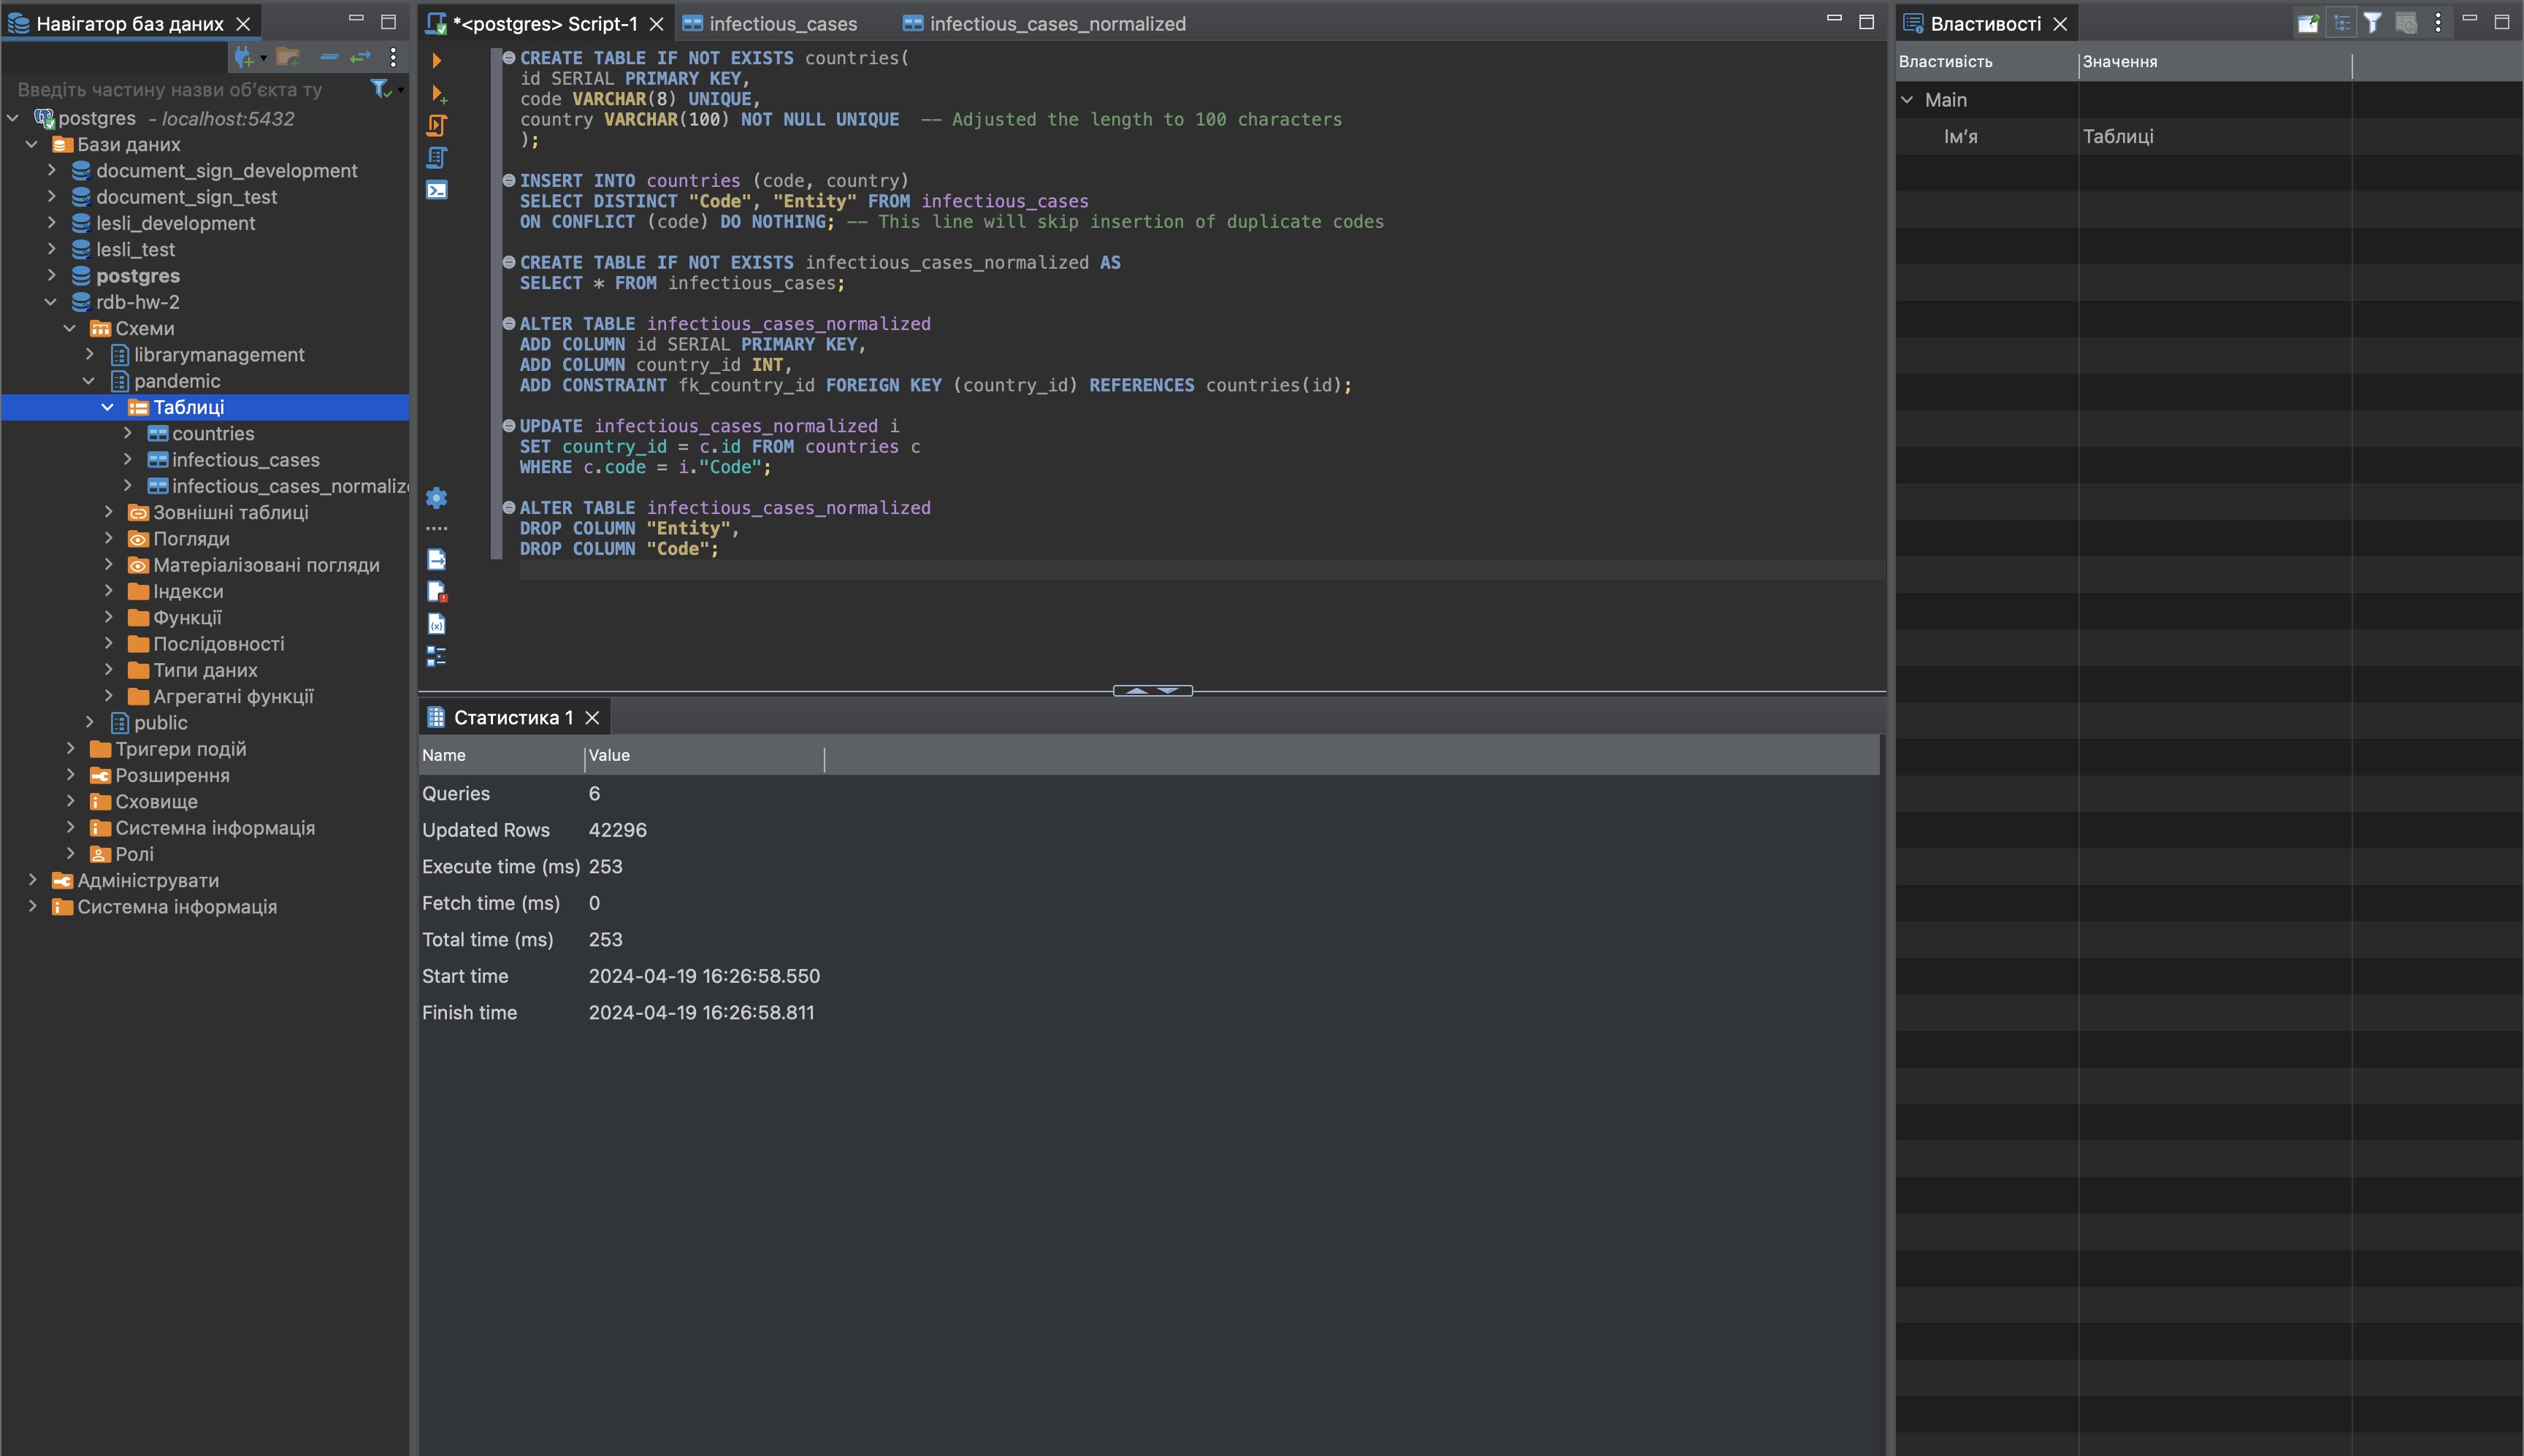 Навігатор баз даних
Введіть частину назви об'єкта ту
postgres - localhost:5432
Бази даних
document_sign_development
document_sign_test
lesli_development
lesli_test
postgres
rdb-hw-2
Схеми
librarymanagement
pandemic
Таблиці
countries
infectious_cases
infectious_cases_normaliz
Зовнішні таблиці
Погляди
Матеріалізовані погляди
Індекси
Функції
Послідовності
Типи даних
Агрегатні функції
public
Тригери подій
Розширення
Сховище
Системна інформація
Ролі
Адмініструвати
Системна інформація
*<postgres> Script-1
infectious_cases
infectious_cases_normalized
CREATE TABLE IF NOT EXISTS countries(
id SERIAL PRIMARY KEY,
code VARCHAR(8) UNIQUE,
country VARCHAR(100) NOT NULL UNIQUE -- Adjusted the length to 100 characters
);
INSERT INTO countries (code, country)
SELECT DISTINCT "Code", "Entity" FROM infectious_cases
ON CONFLICT (code) DO NOTHING; -- This line will skip insertion of duplicate codes
CREATE TABLE IF NOT EXISTS infectious_cases_normalized AS
SELECT * FROM infectious_cases;
ALTER TABLE infectious_cases_normalized
ADD COLUMN id SERIAL PRIMARY KEY,
ADD COLUMN country_id INT,
ADD CONSTRAINT fk_country_id FOREIGN KEY (country_id) REFERENCES countries(id);
UPDATE infectious_cases_normalized i
SET country_id = c.id FROM countries c
WHERE c.code = i."Code";
ALTER TABLE infectious_cases_normalized
DROP COLUMN "Entity",
DROP COLUMN "Code";
Статистика 1
Name Value
Queries 6
Updated Rows 42296
Execute time (ms) 253
Fetch time (ms) 0
Total time (ms) 253
Start time 2024-04-19 16:26:58.550
Finish time 2024-04-19 16:26:58.811
Властивості
Властивість Значення
Main
Ім'я Таблиці